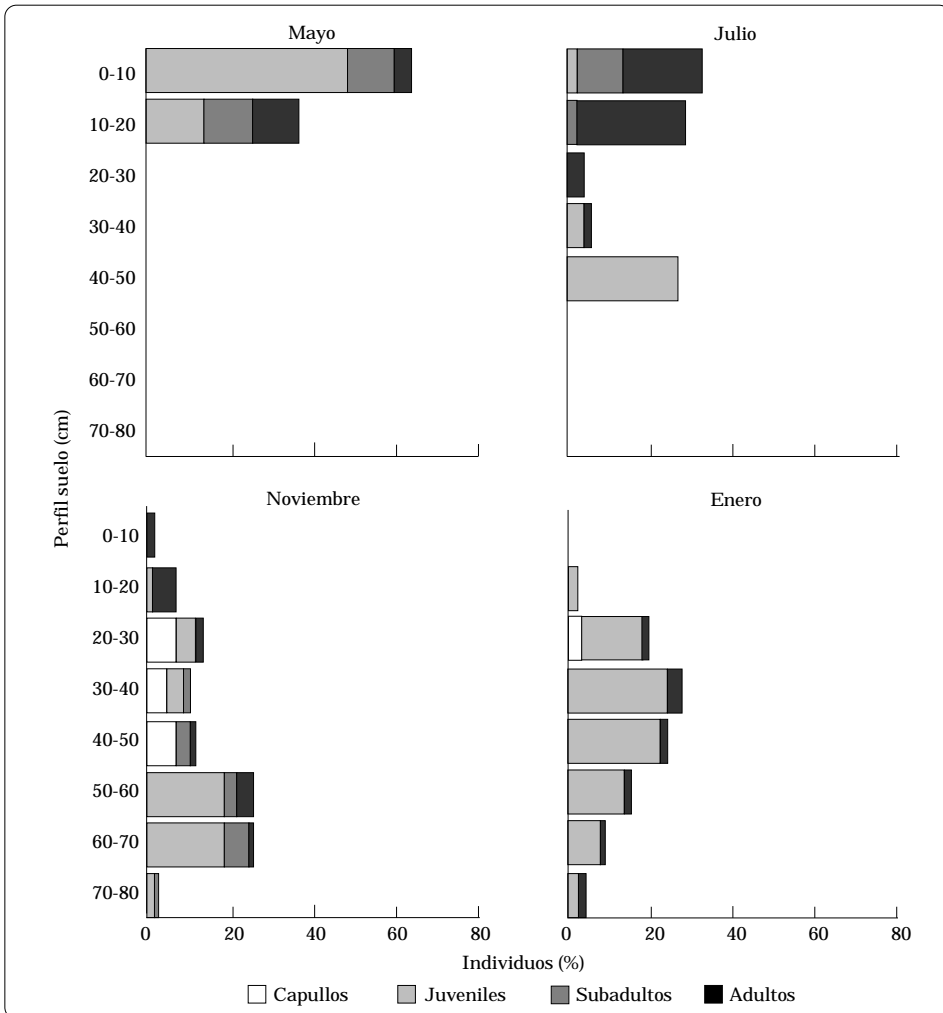 Mayo
Julio
0-10
10-20
20-30
30-40
40-50
50-60
60-70
70-80
Perfil suelo (cm)
Noviembre
Enero
0-10
10-20
20-30
30-40
40-50
50-60
60-70
70-80
0 20 40 60 80
0 20 40 60 80
Individuos (%)
Capullos Juveniles Subadultos Adultos